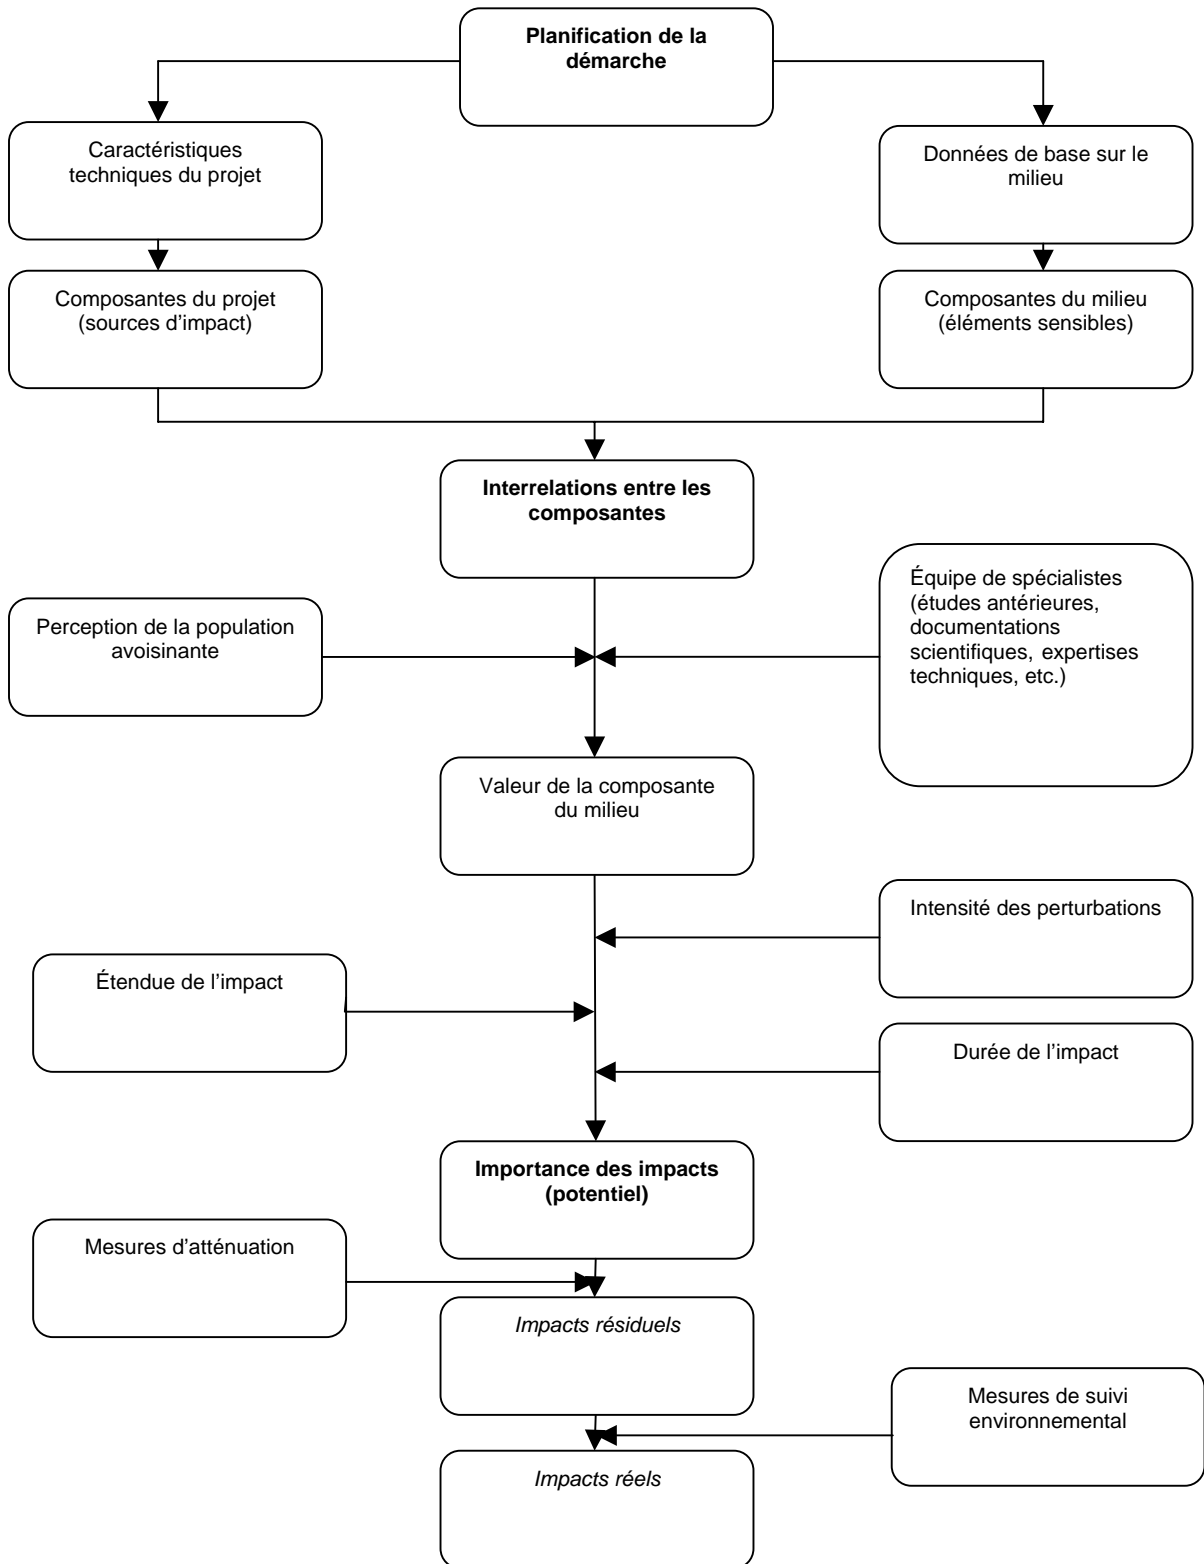 Planification de la
démarche
Caractéristiques
techniques du projet
Données de base sur le
milieu
Composantes du projet
(sources d’impact)
Composantes du milieu
(éléments sensibles)
Interrelations entre les
composantes
Perception de la population
avoisinante
Équipe de spécialistes
(études antérieures,
documentations
scientifiques, expertises
techniques, etc.)
Valeur de la composante
du milieu
Intensité des perturbations
Étendue de l’impact
Durée de l’impact
Importance des impacts
(potentiel)
Mesures d’atténuation
Impacts résiduels
Mesures de suivi
environnemental
Impacts réels